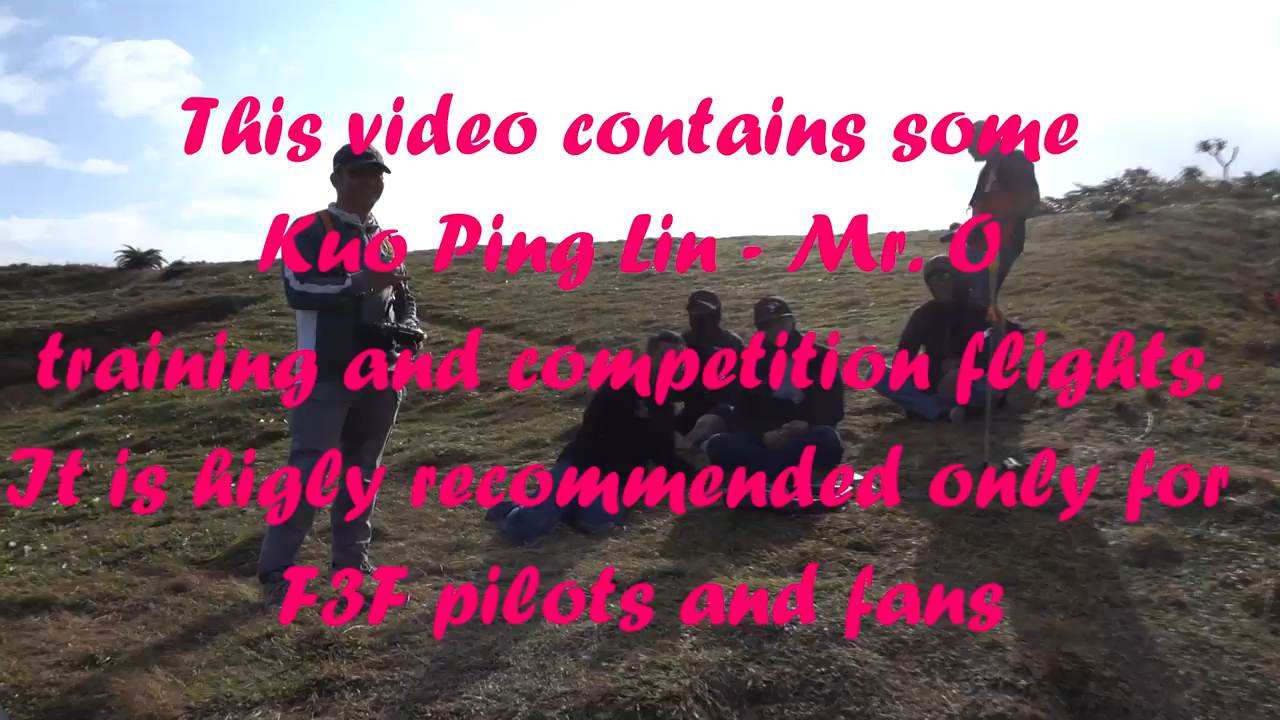 This video contains some
Kuo Ping Lin - Mr. O
training and competition flights.
It is higly recommended only for
F3F pilots and fans